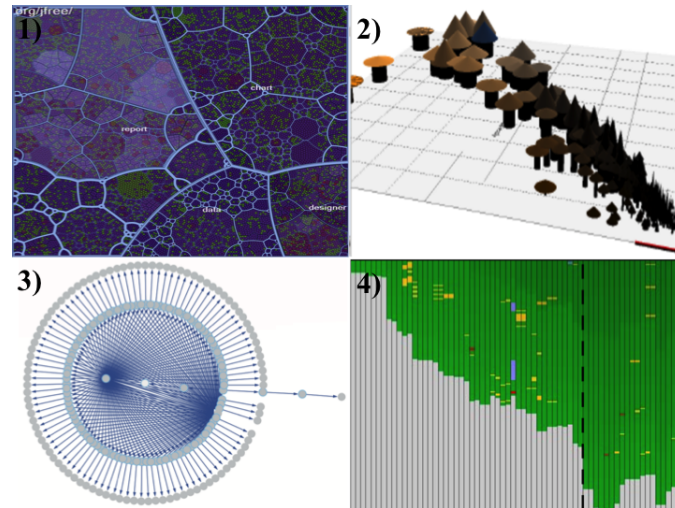 org/jfree/
1)
2)
chart
report
data
designer
3)
4)